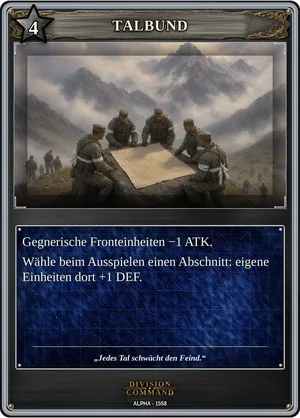 4
TALBUND
Gegnerische Fronteinheiten −1 ATK.
Wähle beim Ausspielen einen Abschnitt: eigene
Einheiten dort +1 DEF.
„Jedes Tal schwächt den Feind.“
DIVISION
COMMAND
ALPHA - 1558